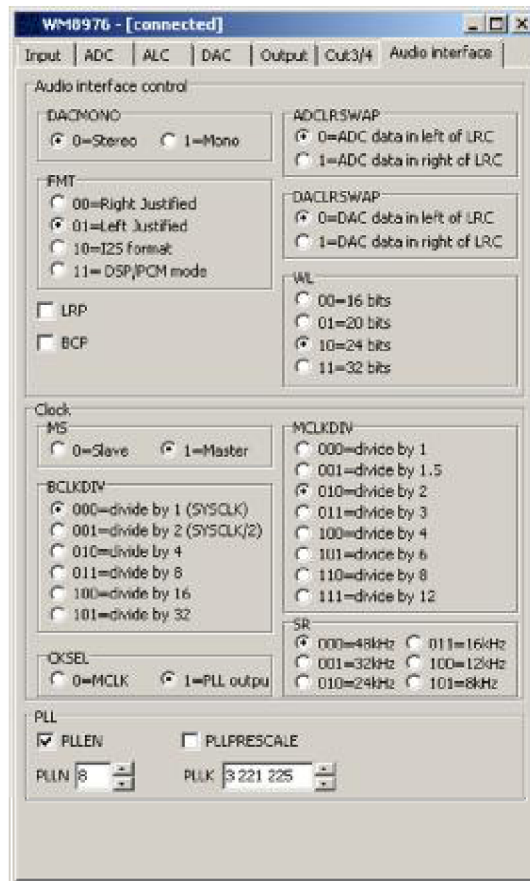 WM8976 - [connected]
Input ADC ALC DAC Output Out3/4 Audio interface
Audio interface control
DACMONO
0=Stereo 1=Mono
FMT
00=Right Justified
01=Left Justified
10=I2S format
11= DSP/PCM mode
LRP
BCP
ADCLRSWAP
0=ADC data in left of LRC
1=ADC data in right of LRC
DACLRSWAP
0=DAC data in left of LRC
1=DAC data in right of LRC
WL
00=16 bits
01=20 bits
10=24 bits
11=32 bits
Clock
MS
0=Slave 1=Master
BCLKDIV
000=divide by 1 (SYSCLK)
001=divide by 2 (SYSCLK/2)
010=divide by 4
011=divide by 8
100=divide by 16
101=divide by 32
CKSEL
0=MCLK 1=PLL outpu
MCLKDIV
000=divide by 1
001=divide by 1.5
010=divide by 2
011=divide by 3
100=divide by 4
101=divide by 6
110=divide by 8
111=divide by 12
SR
000=48kHz 011=16kHz
001=32kHz 100=12kHz
010=24kHz 101=8kHz
PLL
PLLEN PLLPRESCALE
PLLN 8 PLLK 3 221 225